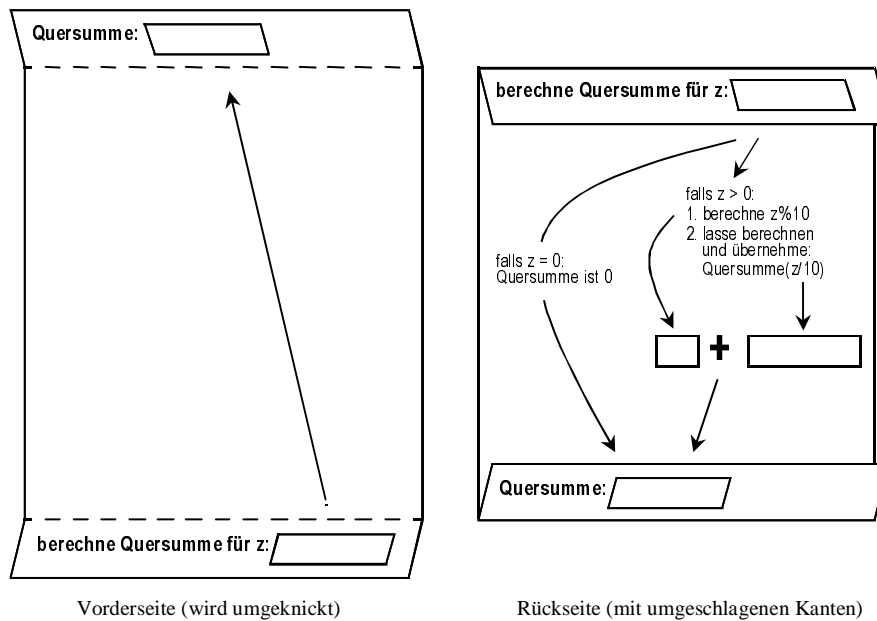 Quersumme:
berechne Quersumme für z:
Vorderseite (wird umgeknickt)
berechne Quersumme für z:
falls z > 0:
1. berechne z%10
2. lasse berechnen
und übernehme:
Quersumme(z/10)
falls z = 0:
Quersumme ist 0
+
Quersumme:
Rückseite (mit umgeschlagenen Kanten)